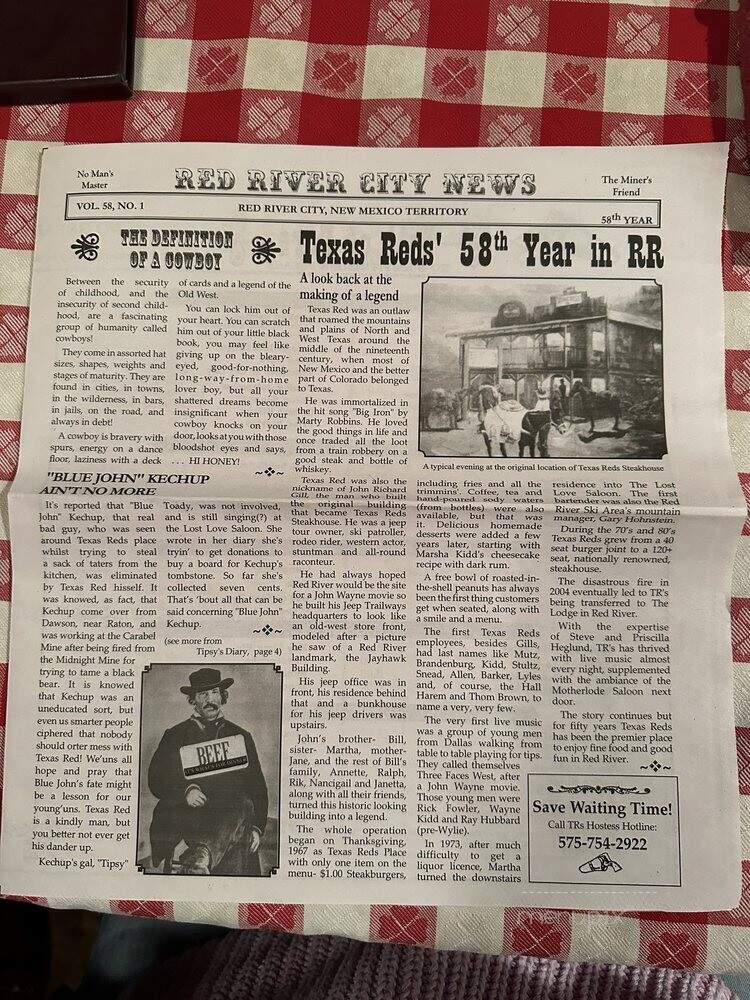 No Man's
Master
RED RIVER CITY NEWS
The Miner's
Friend
VOL. 58, NO. 1
RED RIVER CITY, NEW MEXICO TERRITORY
58th YEAR
THE DEFINITION
OF A COWBOY
Between the security
of childhood, and the
insecurity of second child-
hood, are a fascinating
group of humanity called
cowboys!
They come in assorted hat
sizes, shapes, weights and
stages of maturity. They are
found in cities, in towns,
in the wilderness, in bars,
in jails, on the road, and
always in debt!
A cowboy is bravery with
spurs, energy on a dance
floor, laziness with a deck
of cards and a legend of the
Old West.
You can lock him out of
your heart. You can scratch
him out of your little black
book, you may feel like
giving up on the bleary-
eyed, good-for-nothing,
long-way-from-home
lover boy, but all your
shattered dreams become
insignificant when your
cowboy knocks on your
door, looks at you with those
bloodshot eyes and says,
. . . HI HONEY!
"BLUE JOHN" KECHUP
AIN'T NO MORE
It's reported that "Blue
John" Kechup, that real
bad guy, who was seen
around Texas Reds place
whilst trying to steal
a sack of taters from the
kitchen, was eliminated
by Texas Red hisself. It
was knowed, as fact, that
Kechup come over from
Dawson, near Raton, and
was working at the Carabel
Mine after being fired from
the Midnight Mine for
trying to tame a black
bear. It is knowed
that Kechup was an
uneducated sort, but
even us smarter people
ciphered that nobody
should orter mess with
Texas Red! We'uns all
hope and pray that
Blue John's fate might
be a lesson for our
young'uns. Texas Red
is a kindly man, but
you better not ever get
his dander up.
Kechup's gal, "Tipsy"
Toady, was not involved,
and is still singing(?) at
the Lost Love Saloon. She
wrote in her diary she's
tryin' to get donations to
buy a board for Kechup's
tombstone. So far she's
collected seven cents.
That's 'bout all that can be
said concerning "Blue John"
Kechup.
(see more from
Tipsy's Diary, page 4)
BEEF
IT'S WHAT'S FOR DINNER
Texas Reds' 58th Year in RR
A look back at the
making of a legend
Texas Red was an outlaw
that roamed the mountains
and plains of North and
West Texas around the
middle of the nineteenth
century, when most of
New Mexico and the better
part of Colorado belonged
to Texas.
He was immortalized in
the hit song "Big Iron" by
Marty Robbins. He loved
the good things in life and
once traded all the loot
from a train robbery on a
good steak and bottle of
whiskey.
Texas Red was also the
nickname of John Richard
Gill, the man who built
the original building
that became Texas Reds
Steakhouse. He was a jeep
tour owner, ski patroller,
rodeo rider, western actor,
stuntman and all-round
raconteur.
He had always hoped
Red River would be the site
for a John Wayne movie so
he built his Jeep Trailways
headquarters to look like
an old-west store front,
modeled after a picture
he saw of a Red River
landmark, the Jayhawk
Building.
His jeep office was in
front, his residence behind
that and a bunkhouse
for his jeep drivers was
upstairs.
John's brother- Bill,
sister- Martha, mother-
Jane, and the rest of Bill's
family, Annette, Ralph,
Rik, Nancigail and Janetta,
along with all their friends,
turned this historic looking
building into a legend.
The whole operation
began on Thanksgiving,
1967 as Texas Reds Place
with only one item on the
menu- $1.00 Steakburgers,
A typical evening at the original location of Texas Reds Steakhouse
including fries and all the
trimmins'. Coffee, tea and
hand-poured sody waters
(from bottles) were also
available, but that was
it. Delicious homemade
desserts were added a few
years later, starting with
Marsha Kidd's cheesecake
recipe with dark rum.
A free bowl of roasted-in-
the-shell peanuts has always
been the first thing customers
get when seated, along with
a smile and a menu.
The first Texas Reds
employees, besides Gills,
had last names like Mutz,
Brandenburg, Kidd, Stultz,
Snead, Allen, Barker, Lyles
and, of course, the Hall
Harem and Thom Brown, to
name a very, very few.
The very first live music
was a group of young men
from Dallas walking from
table to table playing for tips.
They called themselves
Three Faces West, after
a John Wayne movie.
Those young men were
Rick Fowler, Wayne
Kidd and Ray Hubbard
(pre-Wylie).
In 1973, after much
difficulty to get a
liquor licence, Martha
turned the downstairs
residence into The Lost
Love Saloon. The first
bartender was also the Red
River Ski Area's mountain
manager, Gary Hohnstein.
During the 70's and 80's
Texas Reds grew from a 40
seat burger joint to a 120+
seat, nationally renowned,
steakhouse.
The disastrous fire in
2004 eventually led to TR's
being transferred to The
Lodge in Red River.
With the expertise
of Steve and Priscilla
Heglund, TR's has thrived
with live music almost
every night, supplemented
with the ambiance of the
Motherlode Saloon next
door.
The story continues but
for fifty years Texas Reds
has been the premier place
to enjoy fine food and good
fun in Red River.
Save Waiting Time!
Call TRs Hostess Hotline:
575-754-2922